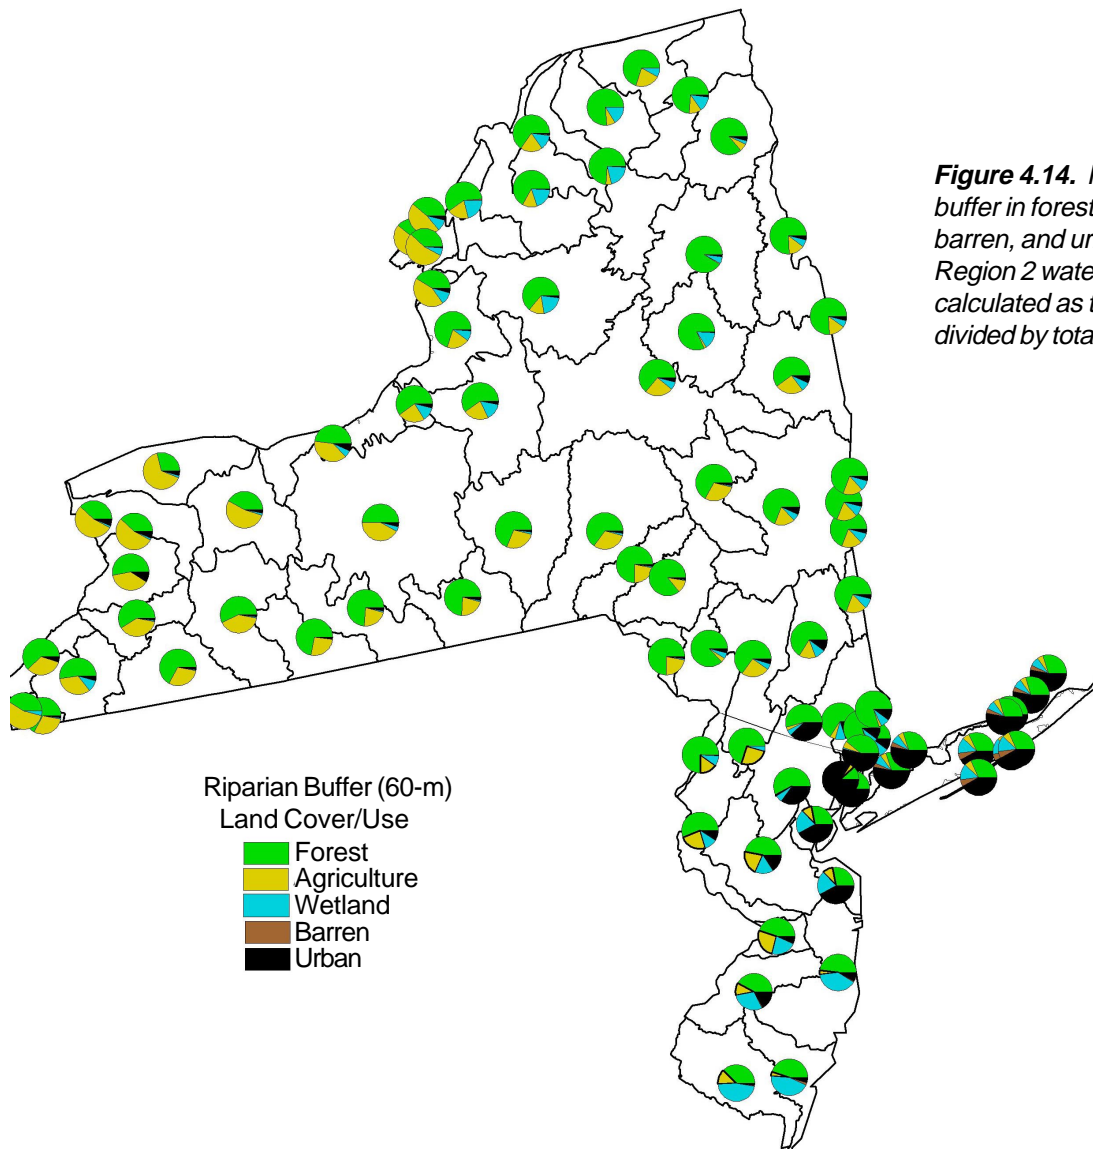 Figure 4.14.
buffer in forest
barren, and ur
Region 2 wate
calculated as t
divided by tota
Riparian Buffer (60-m)
Land Cover/Use
Forest
Agriculture
Wetland
Barren
Urban